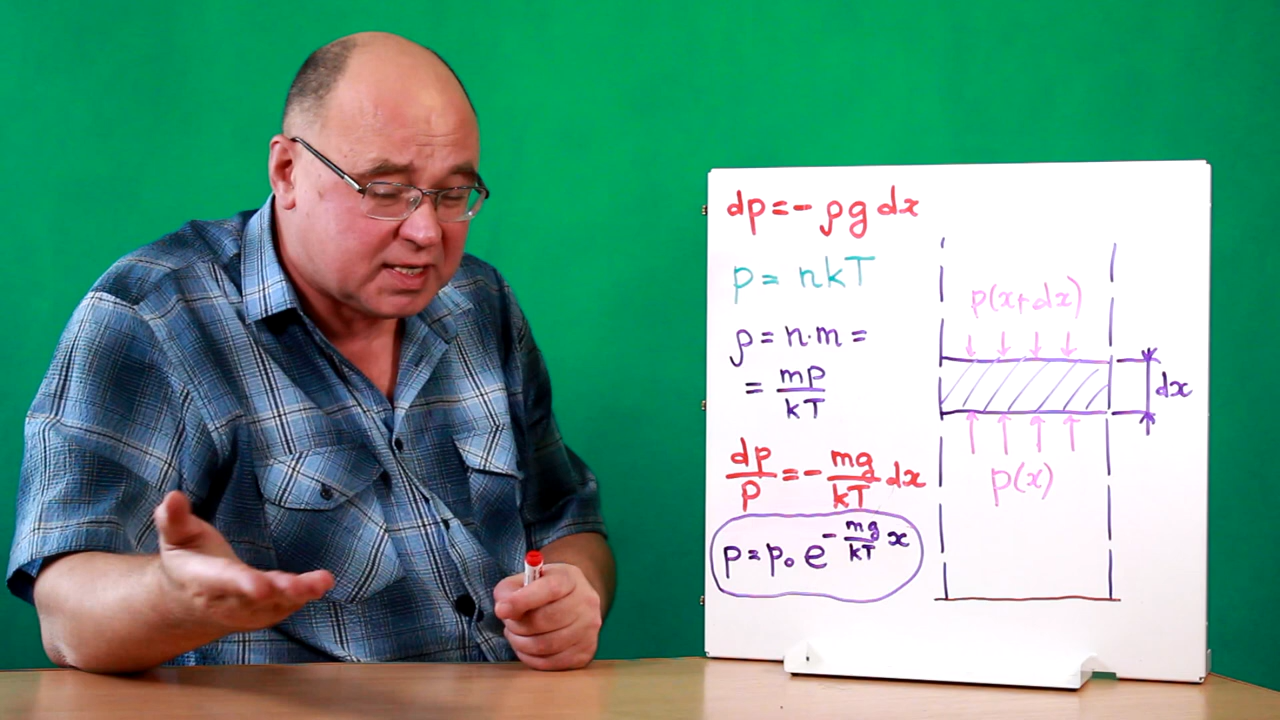 dp = - ρg dx
p = nkT
ρ = n·m =
= mp/kT
dp/p = - mg/kT dx
p = p₀ e^(- mg/kT x)
p(x+dx)
dx
p(x)